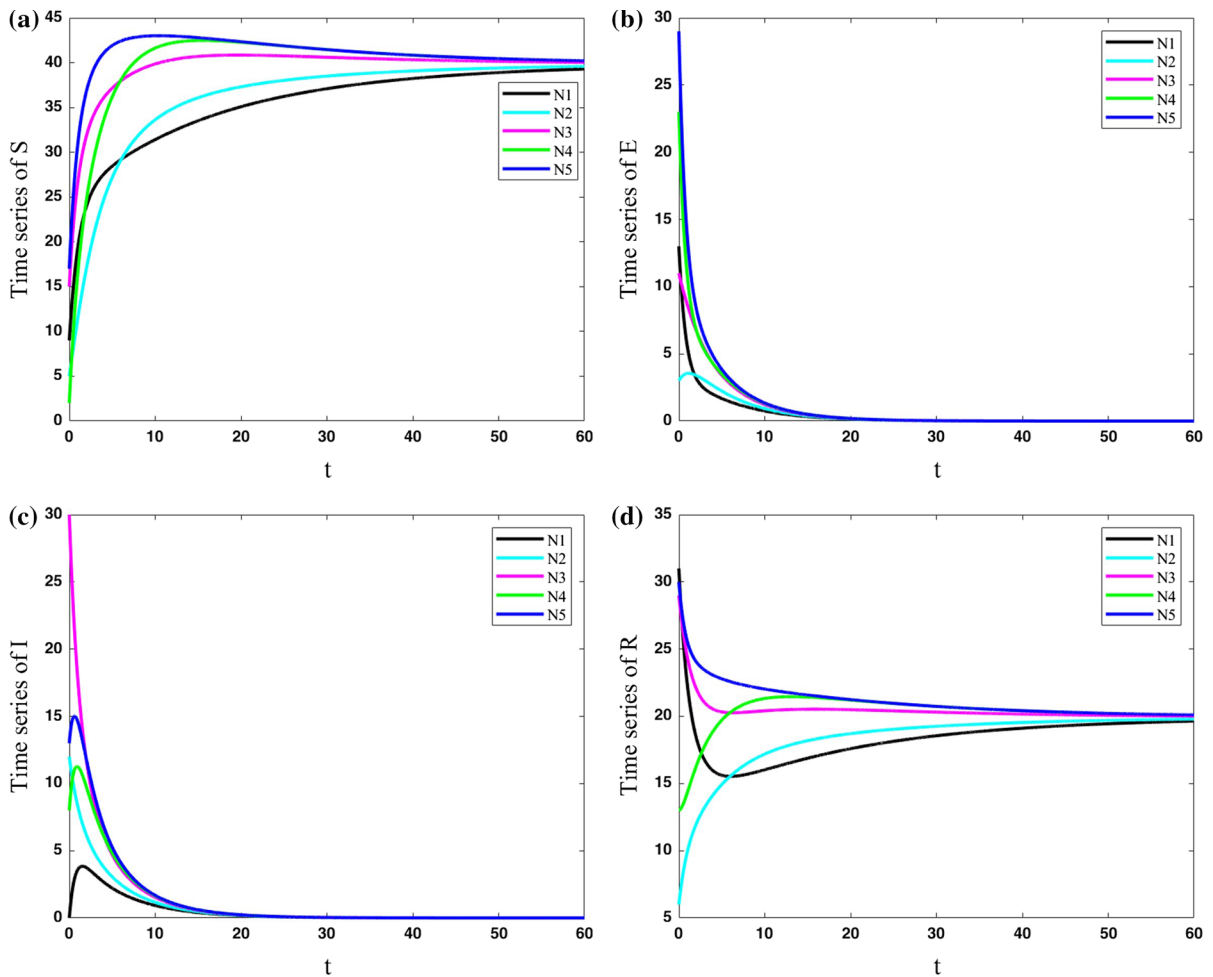 (a)
Time series of S
45
40
35
30
25
20
15
10
5
0
0 10 20 30 40 50 60
t
N1
N2
N3
N4
N5
(b)
Time series of E
30
25
20
15
10
5
0
0 10 20 30 40 50 60
t
N1
N2
N3
N4
N5
(c)
Time series of I
30
25
20
15
10
5
0
0 10 20 30 40 50 60
t
N1
N2
N3
N4
N5
(d)
Time series of R
35
30
25
20
15
10
5
0 10 20 30 40 50 60
t
N1
N2
N3
N4
N5